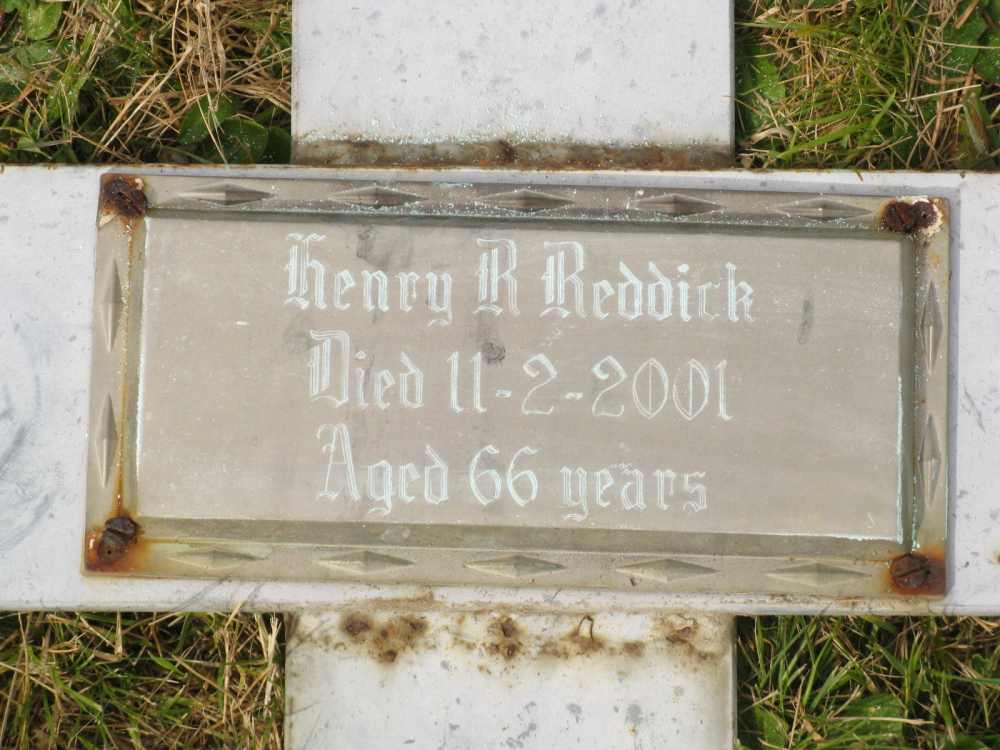 Henry R Reddick
Died 11-2-2001
Aged 66 years